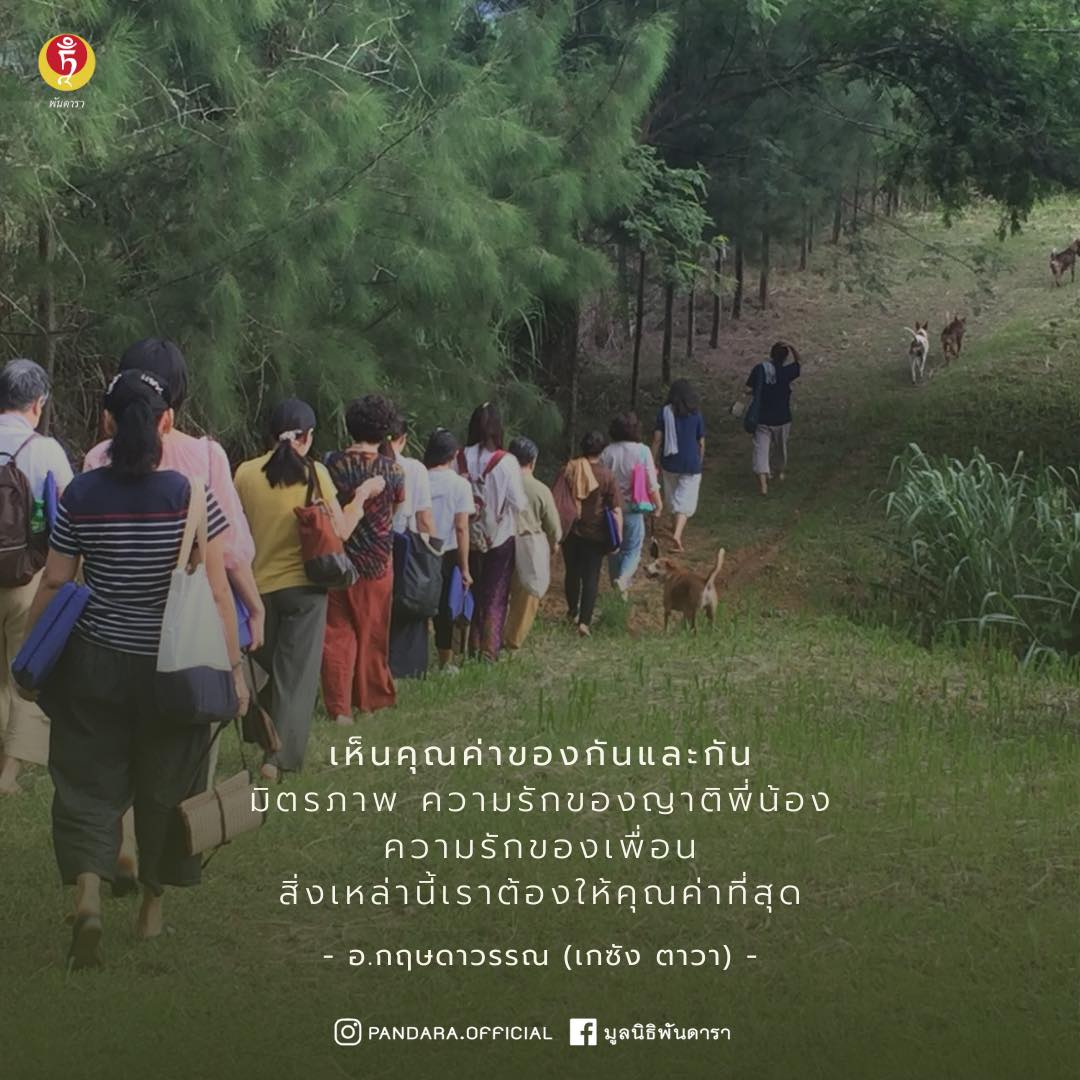 พันดารา
เห็นคุณค่าของกันและกัน
มิตรภาพ ความรักของญาติพี่น้อง
ความรักของเพื่อน
สิ่งเหล่านี้เราต้องให้คุณค่าที่สุด
- อ.กฤษดาวรรณ (เกซัง ตาวา) -
PANDARA.OFFICIAL มูลนิธิพันดารา